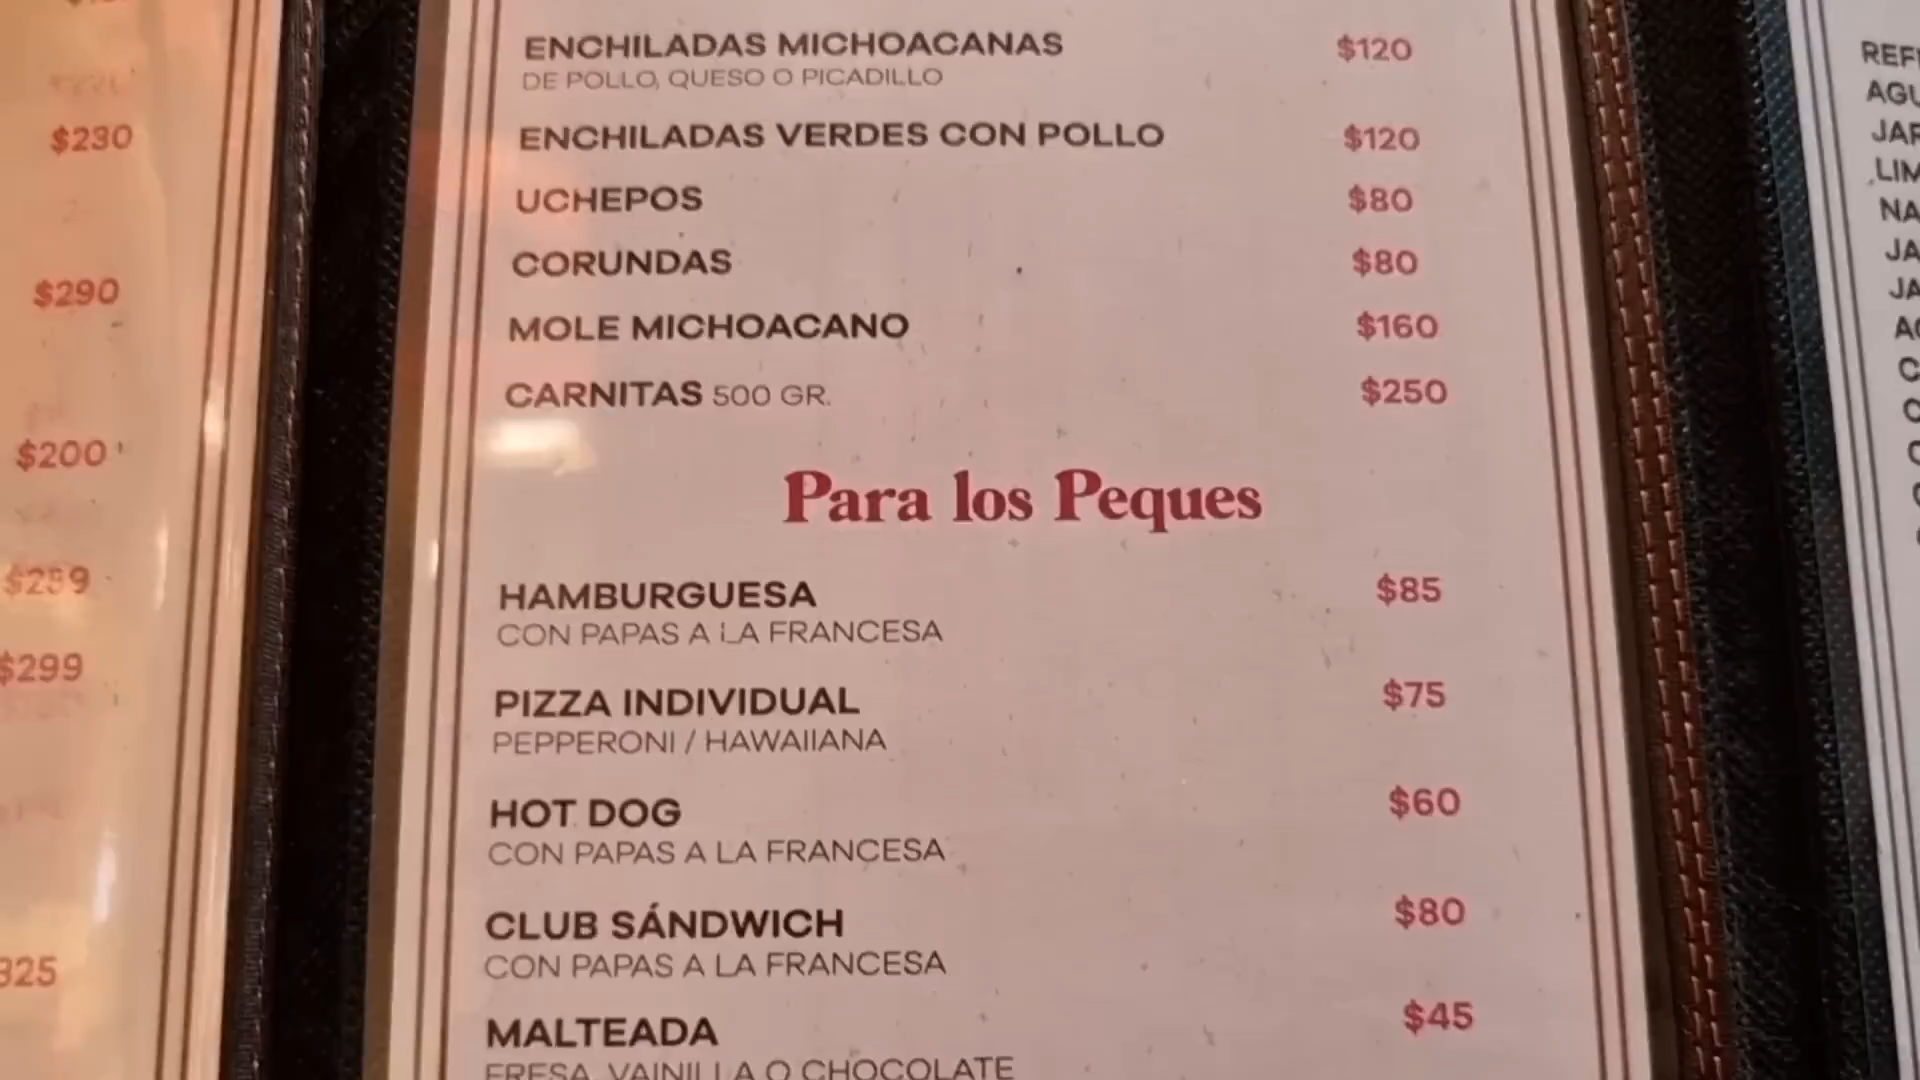 $230
$290
$200
$259
$299
ENCHILADAS MICHOACANAS $120
DE POLLO, QUESO O PICADILLO
ENCHILADAS VERDES CON POLLO $120
UCHEPOS $80
CORUNDAS $80
MOLE MICHOACANO $160
CARNITAS 500 GR. $250
Para los Peques
HAMBURGUESA $85
CON PAPAS A LA FRANCESA
PIZZA INDIVIDUAL $75
PEPPERONI / HAWAIIANA
HOT DOG $60
CON PAPAS A LA FRANCESA
CLUB SÁNDWICH $80
CON PAPAS A LA FRANCESA
MALTEADA $45
FRESA, VAINILLA O CHOCOLATE